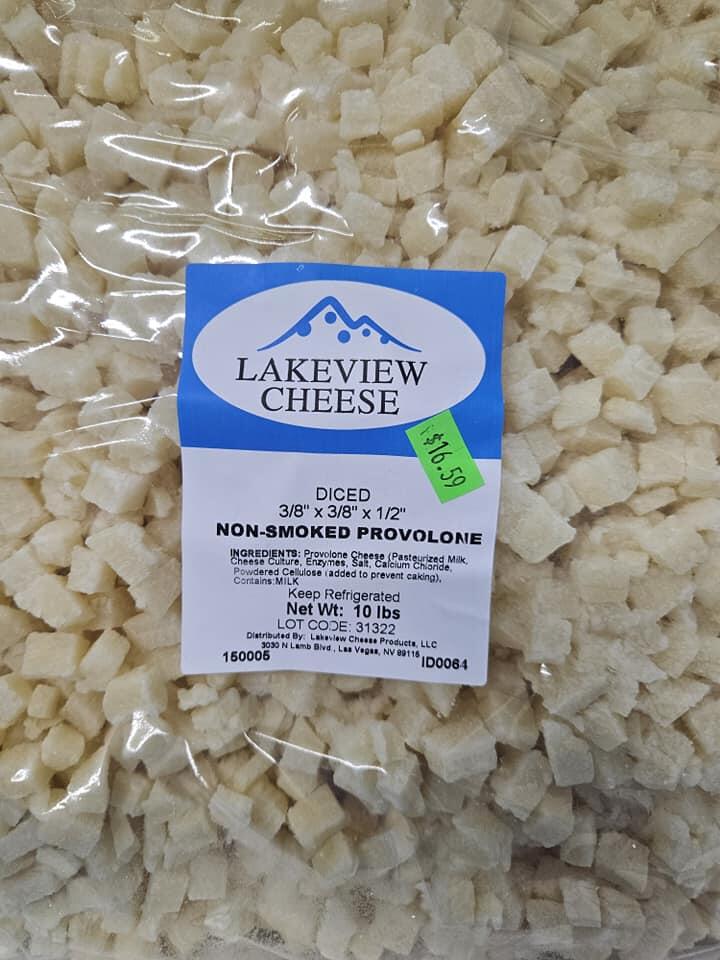 LAKEVIEW
CHEESE
$16.59
DICED
3/8" x 3/8" x 1/2"
NON-SMOKED PROVOLONE
INGREDIENTS: Provolone Cheese (Pasteurized Milk,
Cheese Culture, Enzymes, Salt, Calcium Chloride,
Powdered Cellulose (added to prevent caking),
Contains:MILK
Keep Refrigerated
Net Wt: 10 lbs
LOT CODE: 31322
Distributed By: Lakeview Cheese Products, LLC
3030 N Lamb Blvd., Las Vegas, NV 89115
150005 ID0064